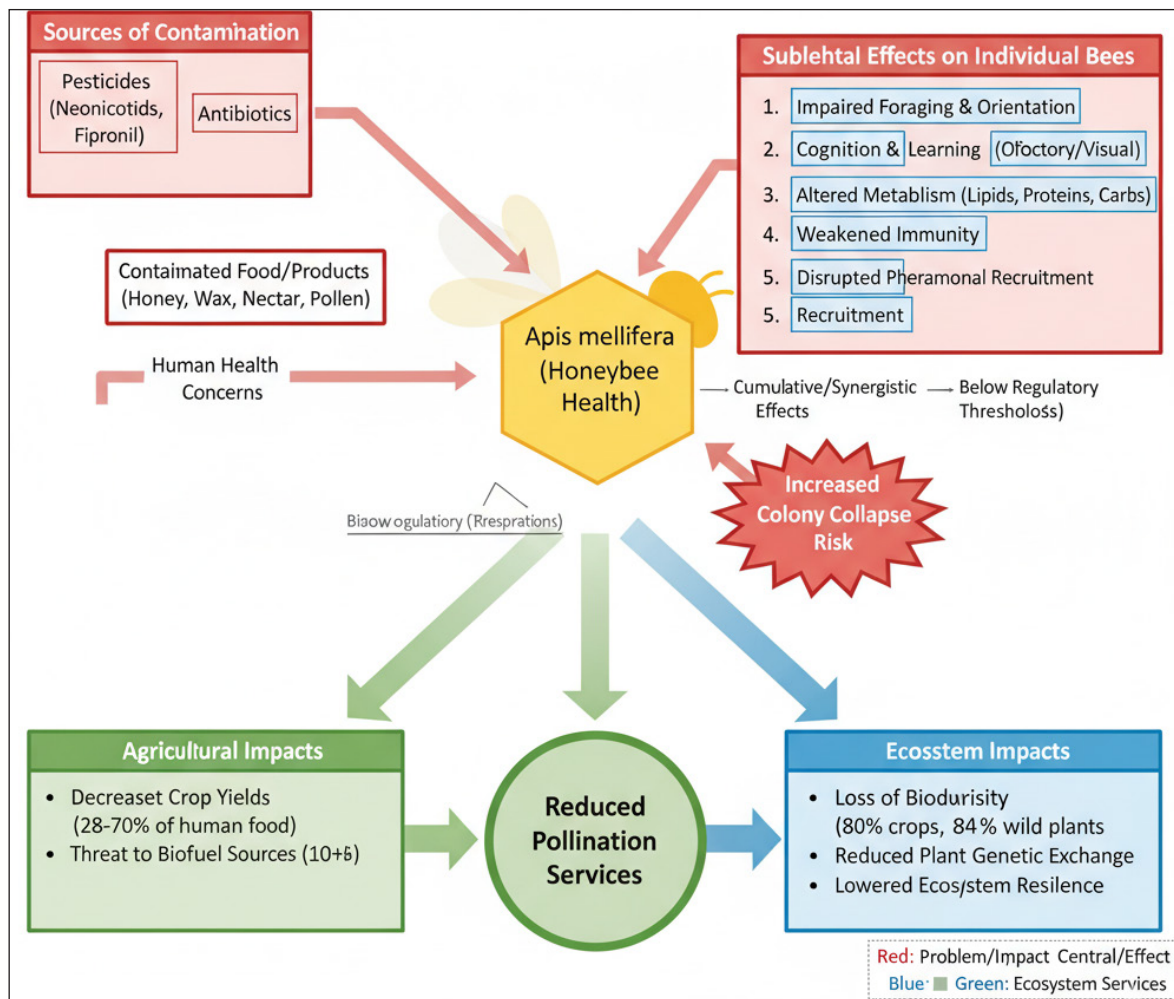 Sources of Contamhation
Pesticides
(Neonicotids,
Fipronil)
Antibiotics
Sublehtal Effects on Individual Bees
1. Impaired Foraging & Orientation
2. Cognition & Learning (Ofoctory/Visual)
3. Altered Metablism (Lipids, Proteins, Carbs)
4. Weakened Immunity
5. Disrupted Pheramonal Recruitment
5. Recruitment
Contaimated Food/Products
(Honey, Wax, Nectar, Pollen)
Human Health
Concerns
Apis mellifera
(Honeybee
Health)
Cumulative/Synergistic
Effects
Below Regulatory
Increased
Colony Collapse
Risk
Agricultural Impacts
• Decreaset Crop Yields
(28-70% of human food)
• Threat to Biofuel Sources
Reduced
Pollination
Services
Ecosstem Impacts
• Loss of
(80% crops, 84% wild plants
• Reduced Plant Genetic Exchange
• Lowered Ecosystem Resilence
Red: Problem/Impact Central/Effect
Blue: Green: Ecosystem Services